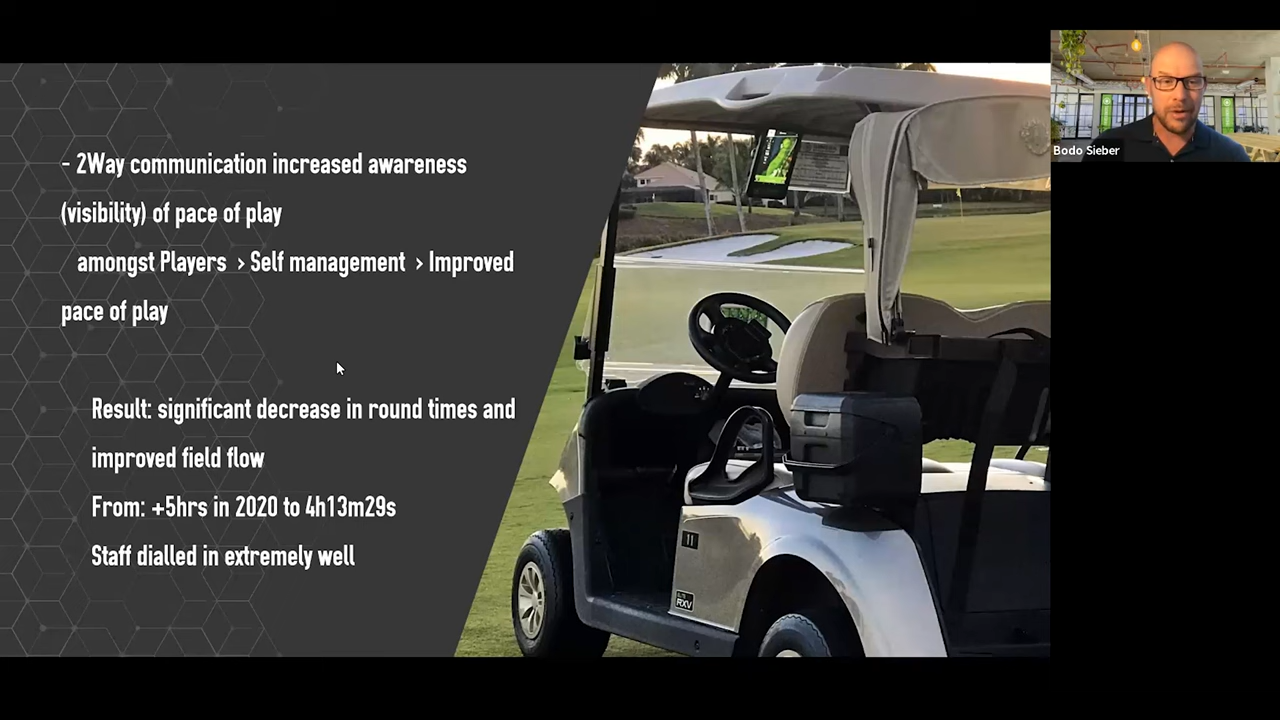 - 2Way communication increased awareness
(visibility) of pace of play
amongst Players › Self management › Improved
pace of play
Result: significant decrease in round times and
improved field flow
From: +5hrs in 2020 to 4h13m29s
Staff dialled in extremely well
Bodo Sieber
11
RXV